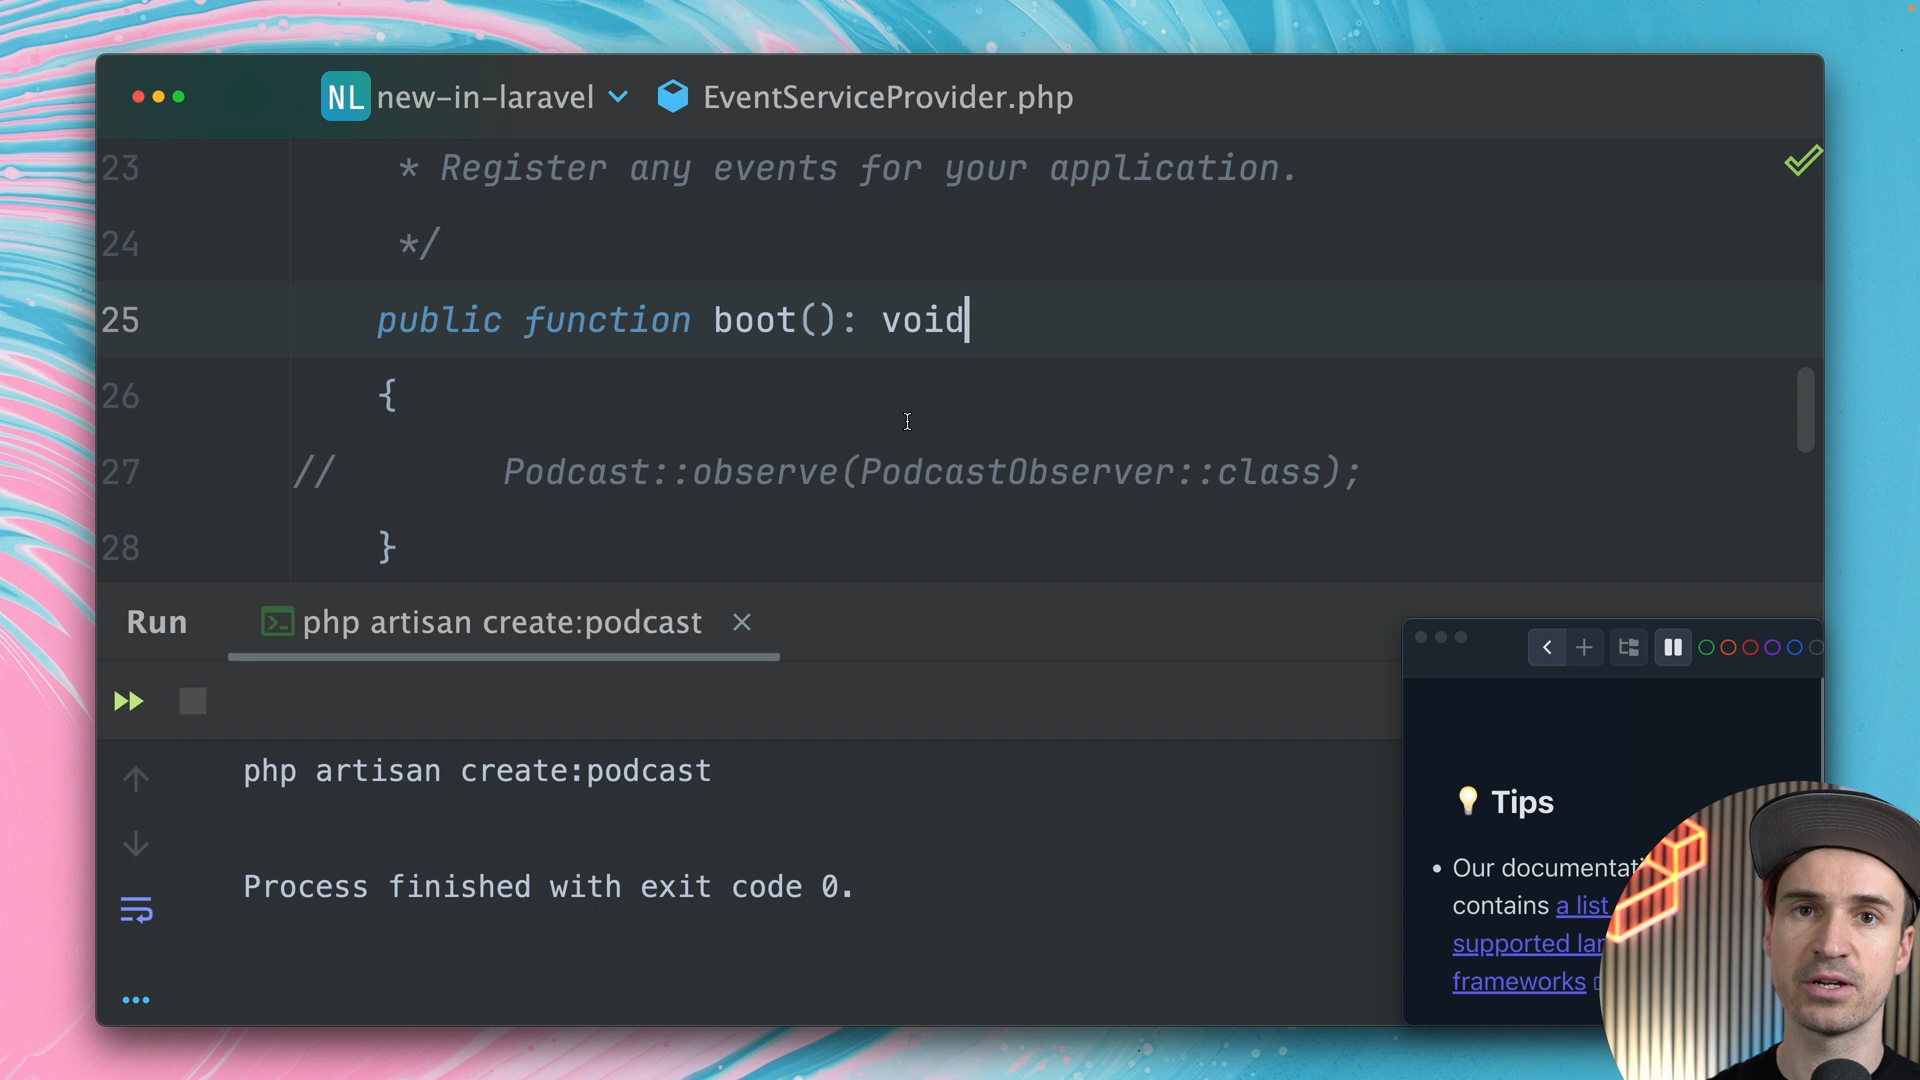 NL new-in-laravel EventServiceProvider.php
23 * Register any events for your application.
24 */
25 public function boot(): void
26 {
27 // Podcast::observe(PodcastObserver::class);
28 }
Run php artisan create:podcast
php artisan create:podcast
Process finished with exit code 0.
💡 Tips
• Our
contains a list
supported
frameworks